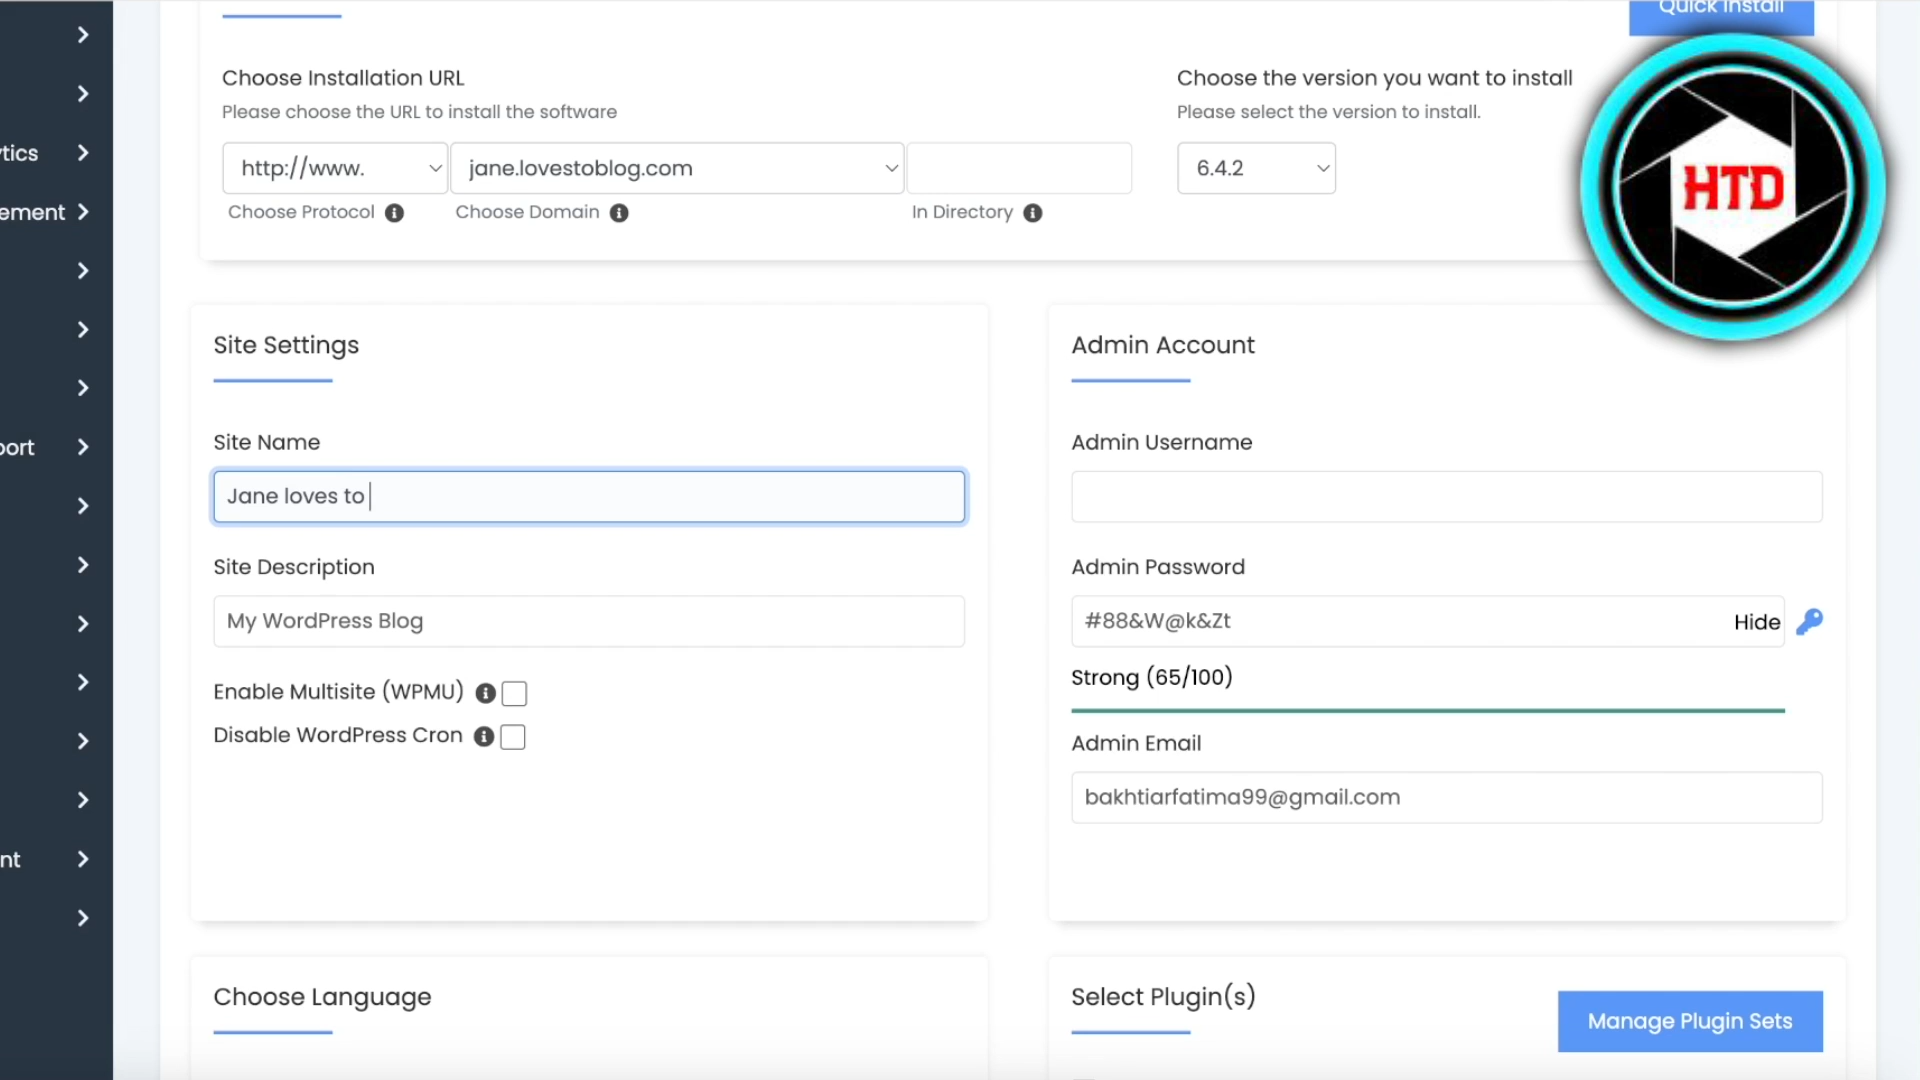 Quick Install
Choose Installation URL
Please choose the URL to install the software
Choose the version you want to install
Please select the version to install.
http://www.
jane.lovestoblog.com
6.4.2
Choose Protocol
Choose Domain
In Directory
HTD
ytics
ement
port
nt
Site Settings
Site Name
Jane loves to
Site Description
My WordPress Blog
Enable Multisite (WPMU)
Disable WordPress Cron
Admin Account
Admin Username
Admin Password
#88&W@k&Zt
Hide
Strong (65/100)
Admin Email
bakhtiarfatima99@gmail.com
Choose Language
Select Plugin(s)
Manage Plugin Sets